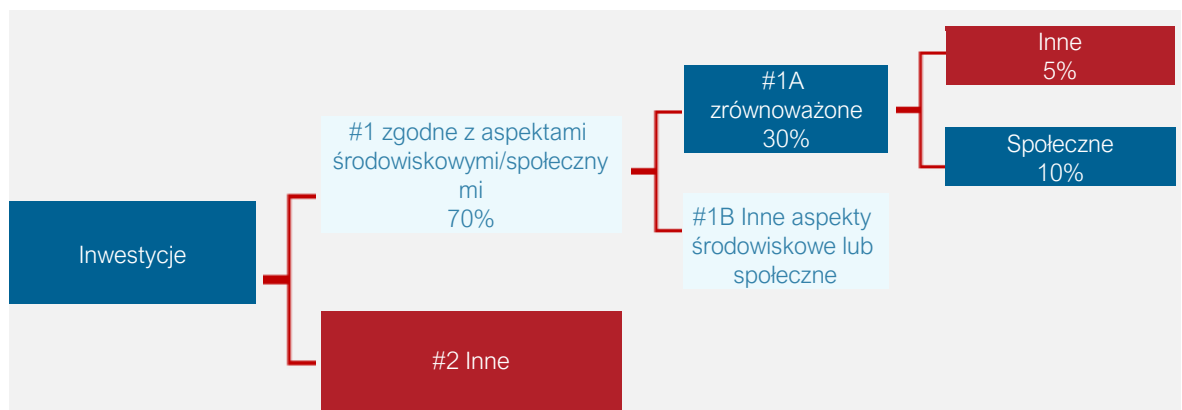 Inwestycje
#1 zgodne z aspektami
środowiskowymi/społeczny
mi
70%
#2 Inne
#1A
zrównoważone
30%
#1B Inne aspekty
środowiskowe lub
społeczne
Inne
5%
Społeczne
10%